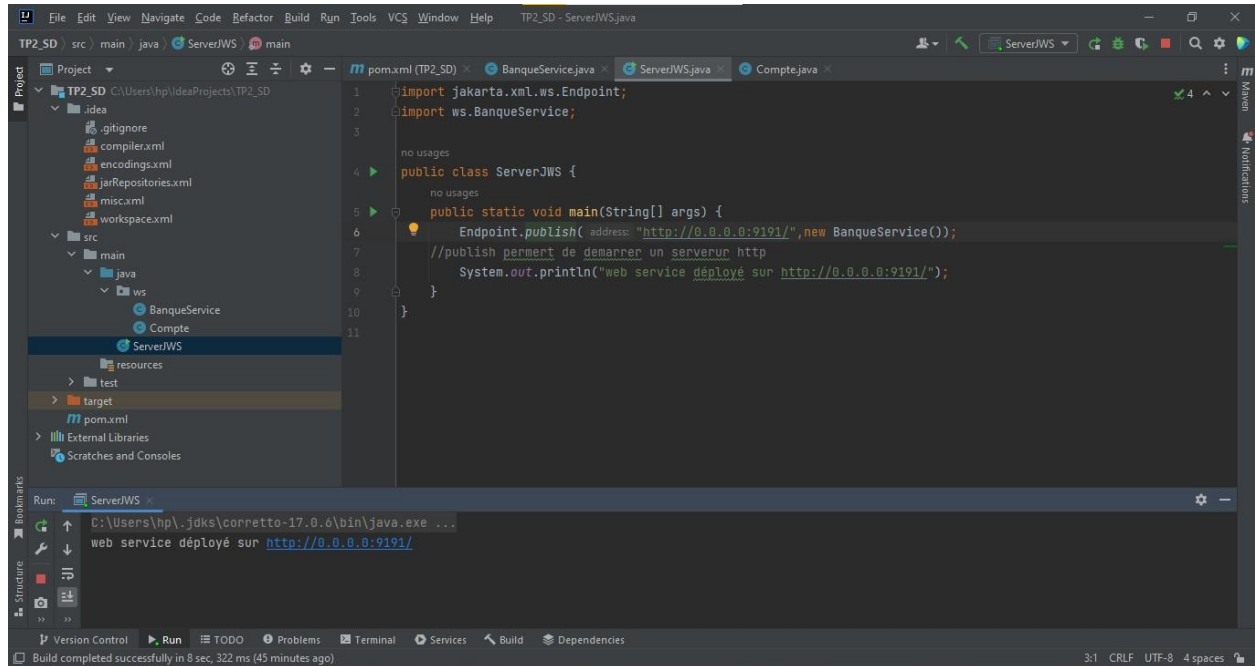 File Edit View Navigate Code Refactor Build Run Tools VCS Window Help TP2_SD - ServerJWS.java
TP2_SD src main java ServerJWS main ServerJWS
Project
pom.xml (TP2_SD) BanqueService.java ServerJWS.java Compte.java
Project
Maven
Notifications
TP2_SD C:\Users\hp\IdeaProjects\TP2_SD
.idea
.gitignore
compiler.xml
encodings.xml
jarRepositories.xml
misc.xml
workspace.xml
src
main
java
ws
BanqueService
Compte
ServerJWS
resources
test
target
pom.xml
External Libraries
Scratches and Consoles
4
1 import jakarta.xml.ws.Endpoint;
2 import ws.BanqueService;
3
no usages
4 public class ServerJWS {
no usages
5 public static void main(String[] args) {
6 Endpoint.publish( address: "http://0.0.0.0:9191/",new BanqueService());
7 //publish permert de demarrer un serverur http
8 System.out.println("web service déployé sur http://0.0.0.0:9191/");
9 }
10 }
11
Bookmarks
Structure
Run: ServerJWS
C:\Users\hp\.jdks\corretto-17.0.6\bin\java.exe ...
web service déployé sur http://0.0.0.0:9191/
Version Control Run TODO Problems Terminal Services Build Dependencies
Build completed successfully in 8 sec, 322 ms (45 minutes ago) 3:1 CRLF UTF-8 4 spaces